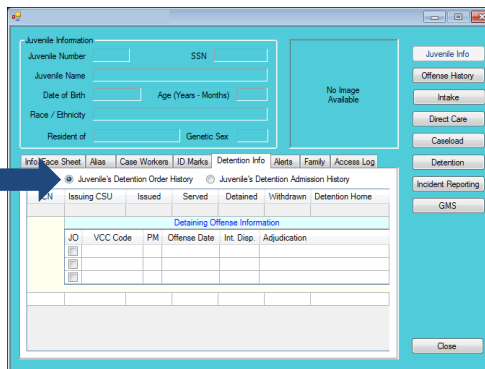 Juvenile Information
Juvenile Number SSN
Juvenile Name
Date of Birth Age (Years - Months)
Race / Ethnicity
Resident of Genetic Sex
No Image
Available
Juvenile Info
Offense History
Intake
Direct Care
Caseload
Detention
Incident Reporting
GMS
Info/Face Sheet Alias Case Workers ID Marks Detention Info Alerts Family Access Log
Juvenile's Detention Order History Juvenile's Detention Admission History
Issuing CSU Issued Served Detained Withdrawn Detention Home
Detaining Offense Information
JO VCC Code PM Offense Date Int. Disp. Adjudication
Close